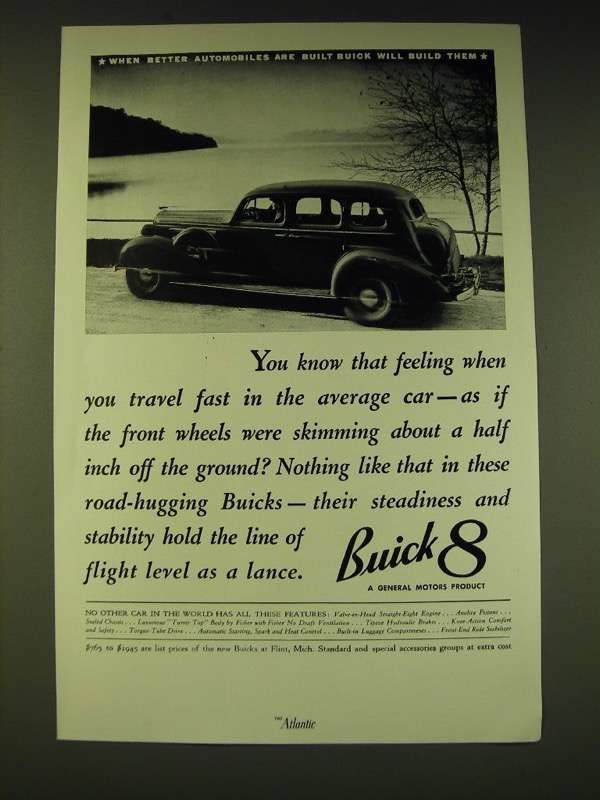 ★ WHEN BETTER AUTOMOBILES ARE BUILT BUICK WILL BUILD THEM ★
You know that feeling when
you travel fast in the average car—as if
the front wheels were skimming about a half
inch off the ground? Nothing like that in these
road-hugging Buicks—their steadiness and
stability hold the line of
flight level as a lance.
Buick 8
A GENERAL MOTORS PRODUCT
NO OTHER CAR IN THE WORLD HAS ALL THESE FEATURES: Valve-in-Head Straight-Eight Engine . . . Anolite Pistons . . .
Sealed Chassis . . . Luxurious "Turret Top" Body by Fisher with Fisher No Draft Ventilation . . . Tiptoe Hydraulic Brakes . . . Knee-Action Comfort
and Safety . . . Torque Tube Drive . . . Automatic Starting, Spark and Heat Control . . . Built-in Luggage Compartments . . . Front-End Ride Stabilizer
$765 to $1945 are list prices of the new Buicks at Flint, Mich. Standard and special accessories groups at extra cost
THE Atlantic